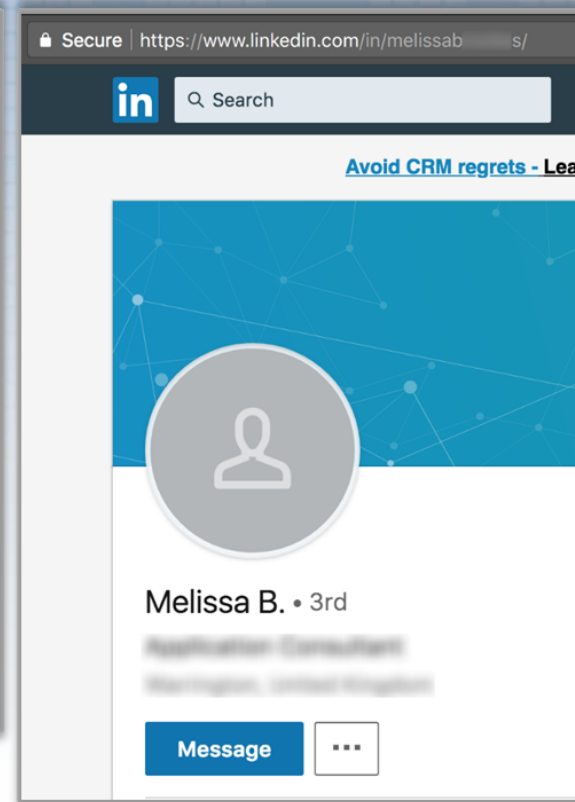 Secure | https://www.linkedin.com/in/melissab s/
in
Search
Avoid CRM regrets - Lea
Melissa B. • 3rd
Message